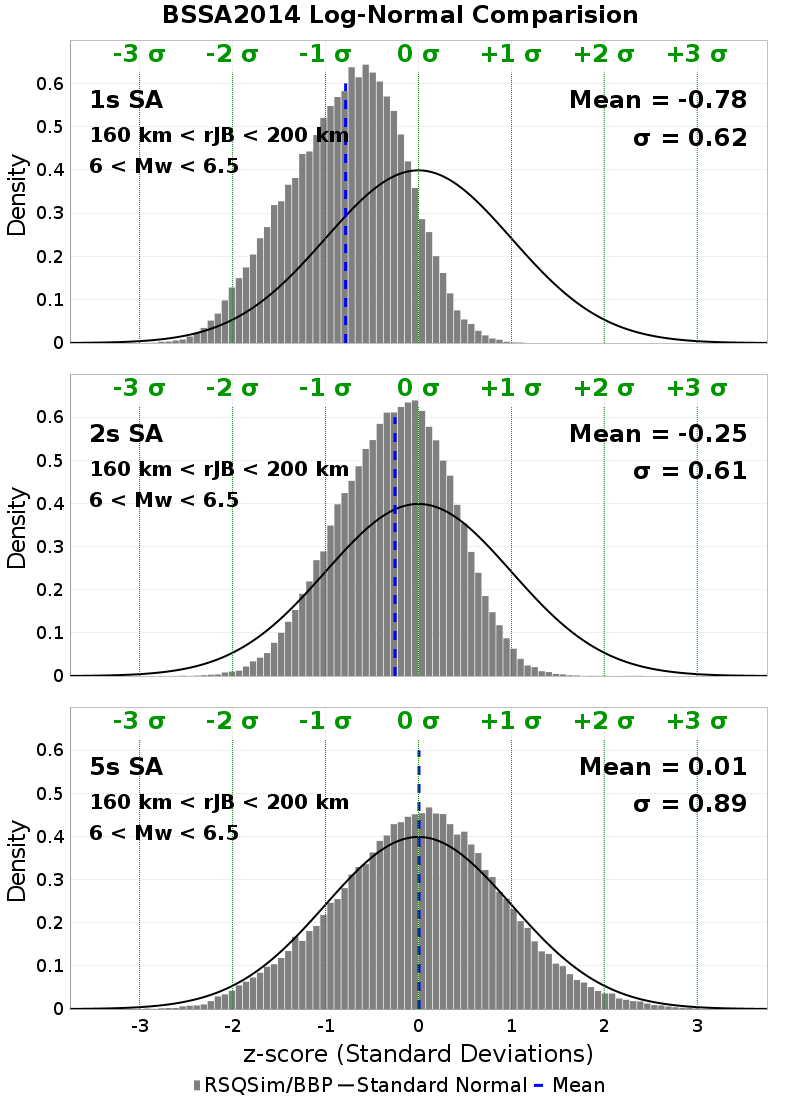 BSSA2014 Log-Normal Comparision
-3 σ -2 σ -1 σ 0 σ +1 σ +2 σ +3 σ
1s SA
160 km < rJB < 200 km
6 < Mw < 6.5
Mean = -0.78
σ = 0.62
0.6
0.5
0.4
0.3
0.2
0.1
0
Density
-3 σ -2 σ -1 σ 0 σ +1 σ +2 σ +3 σ
2s SA
160 km < rJB < 200 km
6 < Mw < 6.5
Mean = -0.25
σ = 0.61
0.6
0.5
0.4
0.3
0.2
0.1
0
Density
-3 σ -2 σ -1 σ 0 σ +1 σ +2 σ +3 σ
5s SA
160 km < rJB < 200 km
6 < Mw < 6.5
Mean = 0.01
σ = 0.89
0.6
0.5
0.4
0.3
0.2
0.1
0
Density
-3 -2 -1 0 1 2 3
z-score (Standard Deviations)
RSQSim/BBP Standard Normal Mean